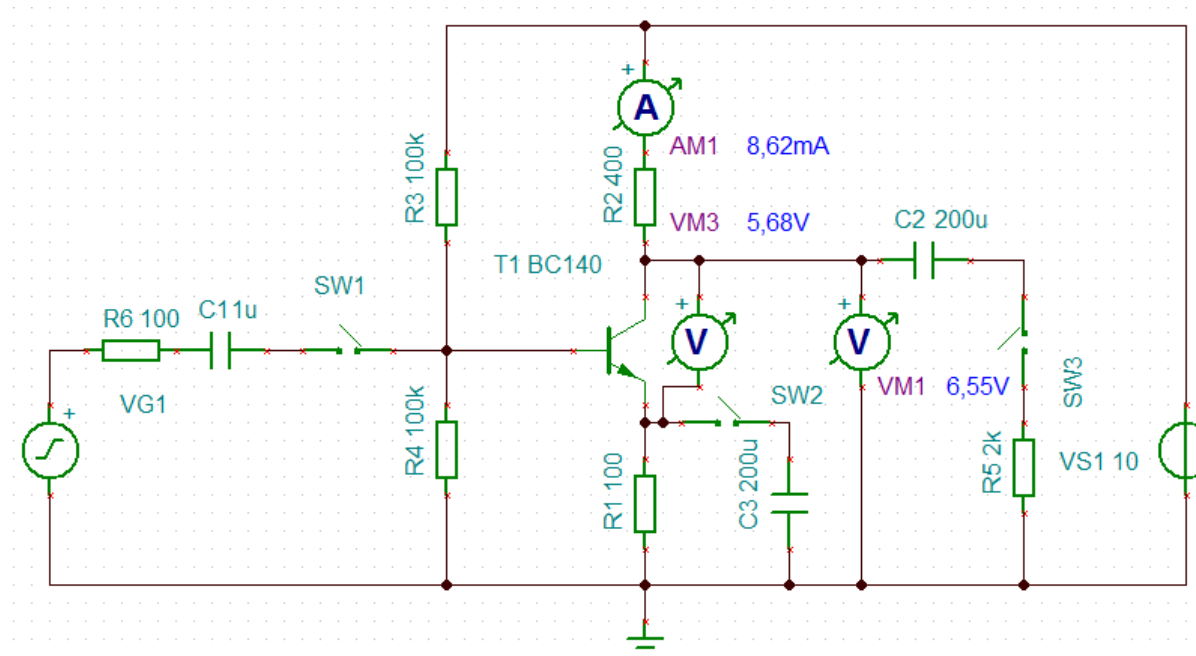 +
A
AM1 8,62mA
R3 100k
R2 400
VM3 5,68V
C2 200u
T1 BC140
SW1
C11u
R6 100
+
V
+
V
VG1
+
VM1 6,55V
SW2
SW3
R4 100k
R1 100
C3 200u
R5 2k
VS1 10